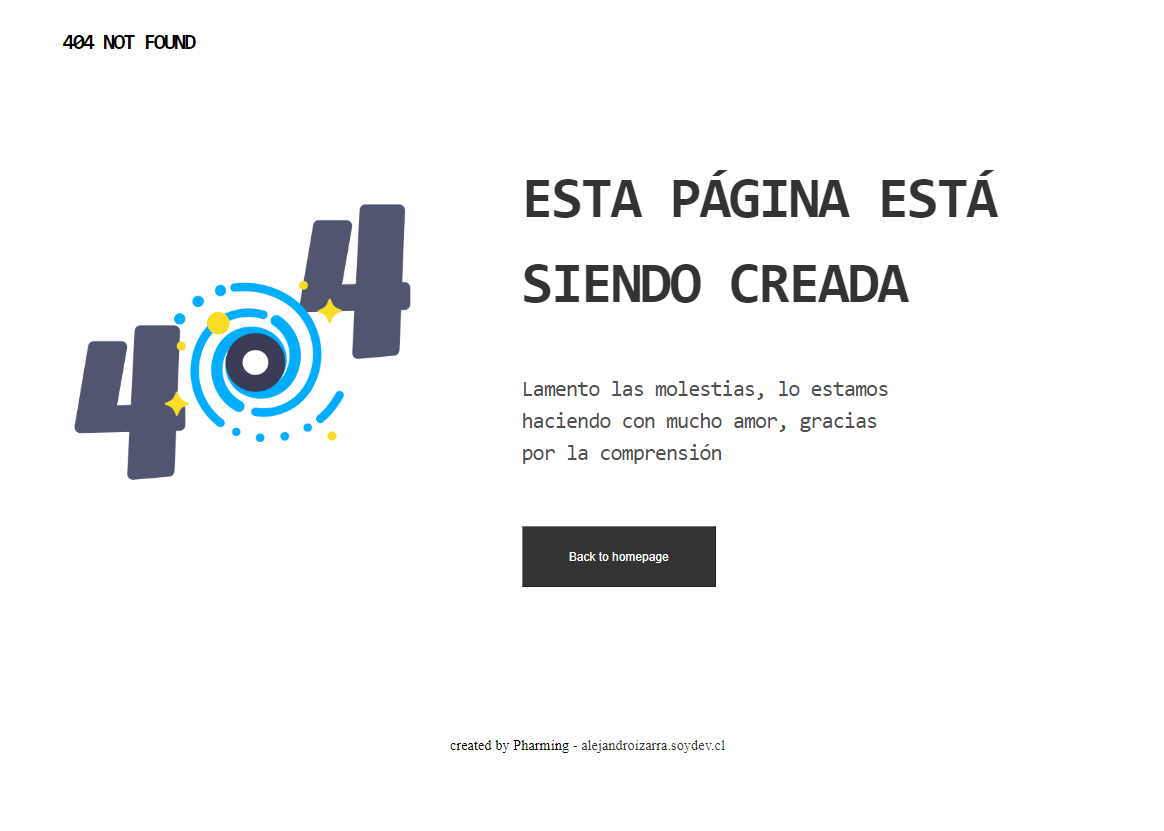 404 NOT FOUND
404
ESTA PÁGINA ESTÁ
SIENDO CREADA
Lamento las molestias, lo estamos
haciendo con mucho amor, gracias
por la comprensión
Back to homepage
created by Pharming - alejandroizarra.soydev.cl